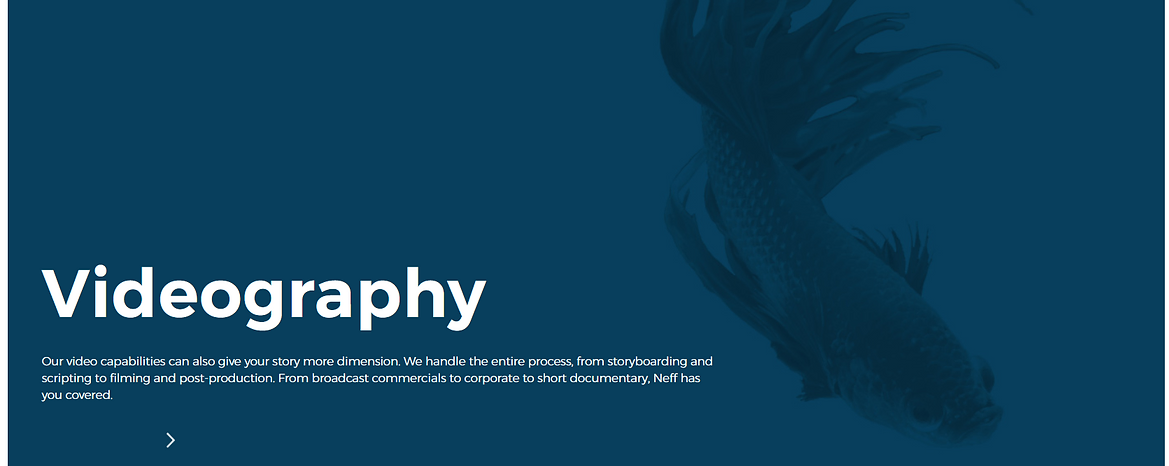 Videography
Our video capabilities can also give your story more dimension. We handle the entire process, from storyboarding and
scripting to filming and post-production. From broadcast commercials to corporate to short documentary, Neff has
you covered.